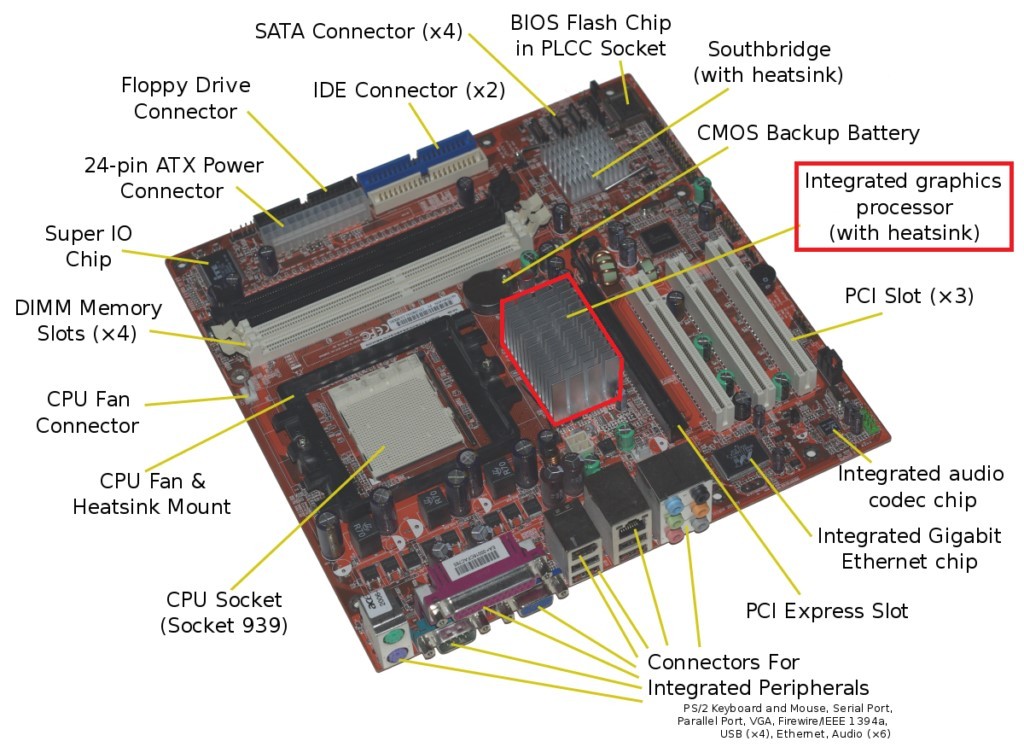 SATA Connector (×4)
BIOS Flash Chip
in PLCC Socket
Southbridge
(with heatsink)
Floppy Drive
Connector
IDE Connector (×2)
CMOS Backup Battery
24-pin ATX Power
Connector
Integrated graphics
processor
(with heatsink)
Super IO
Chip
DIMM Memory
Slots (×4)
PCI Slot (×3)
CPU Fan
Connector
CPU Fan &
Heatsink Mount
Integrated audio
codec chip
Integrated Gigabit
Ethernet chip
CPU Socket
(Socket 939)
PCI Express Slot
Connectors For
Integrated Peripherals
PS/2 Keyboard and Mouse, Serial Port,
Parallel Port, VGA, Firewire/IEEE 1394a,
USB (×4), Ethernet, Audio (×6)